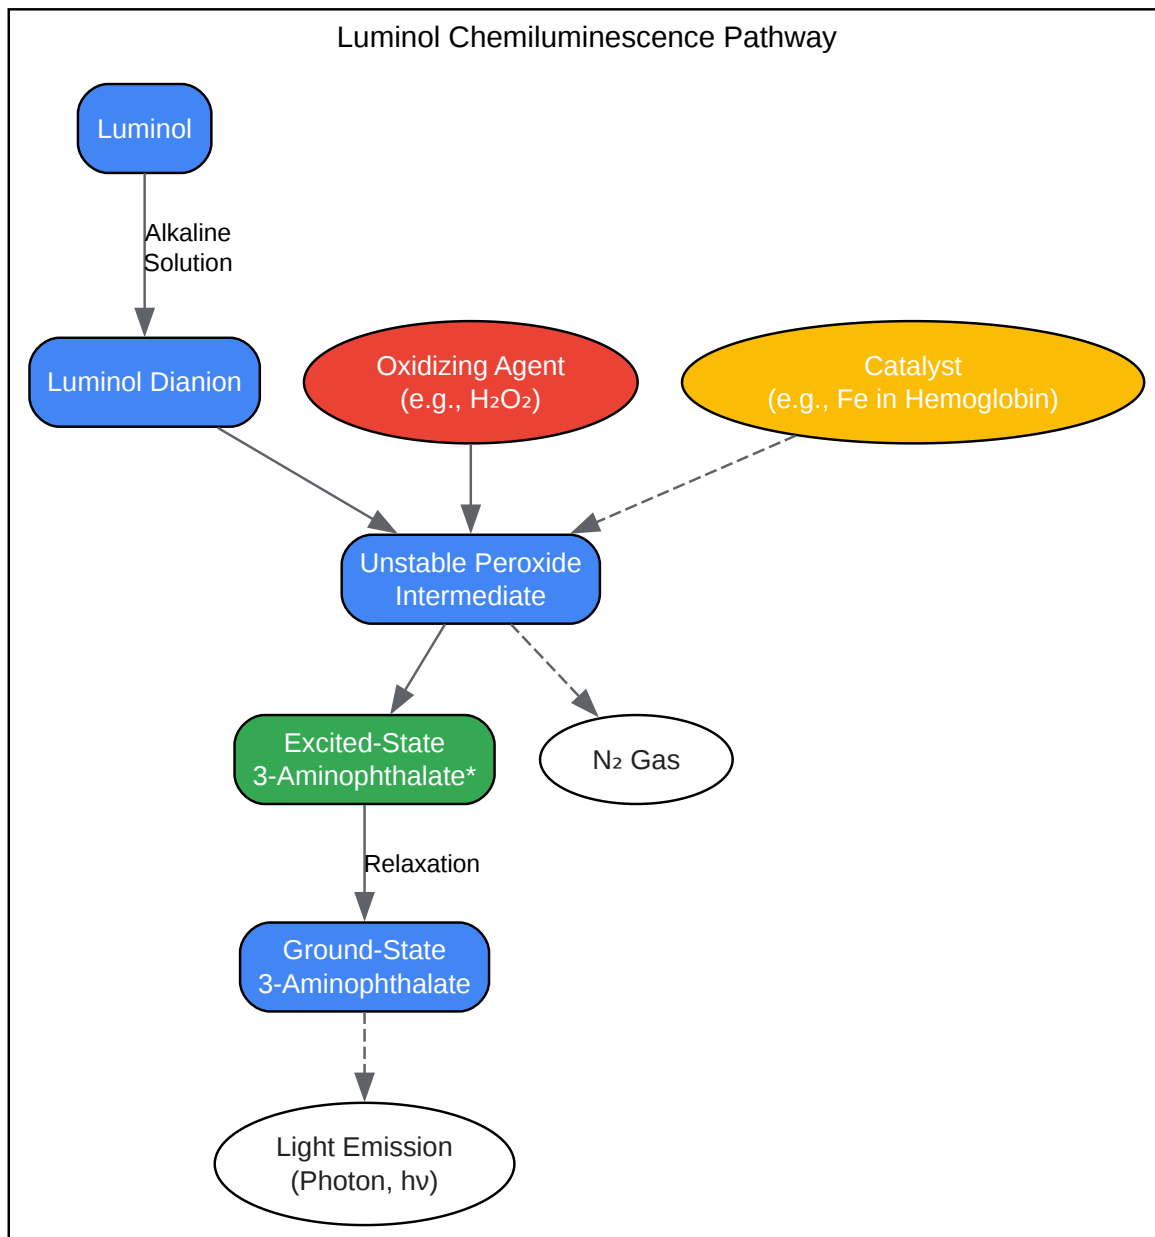 Luminol Chemiluminescence Pathway
Luminol
Alkaline
Solution
Luminol Dianion
Oxidizing Agent
(e.g., H₂O₂)
Catalyst
(e.g., Fe in Hemoglobin)
Unstable Peroxide
Intermediate
Excited-State
3-Aminophthalate*
N₂ Gas
Relaxation
Ground-State
3-Aminophthalate
Light Emission
(Photon, hν)